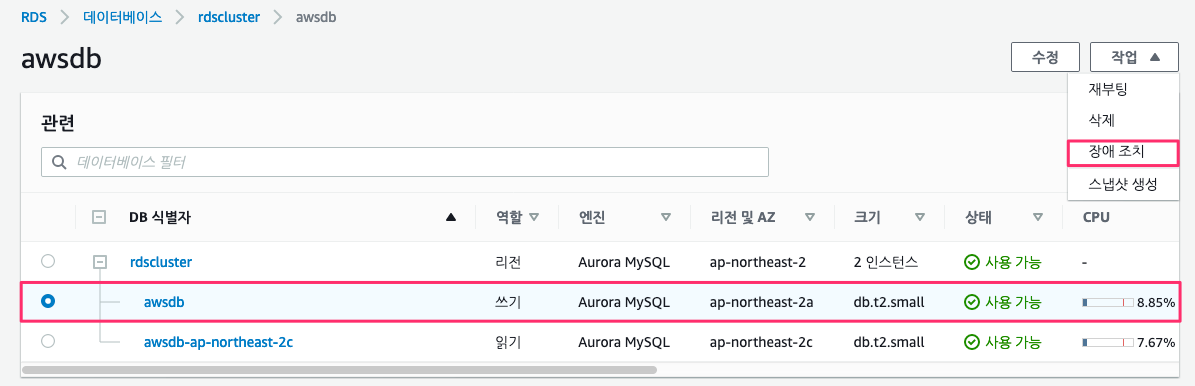 RDS > 데이터베이스 > rdscluster > awsdb
awsdb
수정
작업
재부팅
삭제
장애 조치
스냅샷 생성
관련
데이터베이스 필터
DB 식별자 역할 엔진 리전 및 AZ 크기 상태 CPU
rdscluster 리전 Aurora MySQL ap-northeast-2 2 인스턴스 사용 가능 -
awsdb 쓰기 Aurora MySQL ap-northeast-2a db.t2.small 사용 가능 8.85%
awsdb-ap-northeast-2c 읽기 Aurora MySQL ap-northeast-2c db.t2.small 사용 가능 7.67%